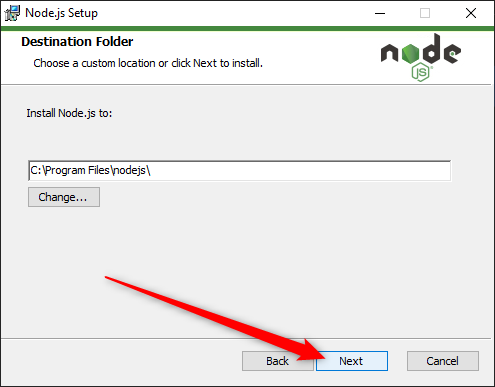 Node.js Setup
Destination Folder
Choose a custom location or click Next to install.
node
JS
Install Node.js to:
C:\Program Files\nodejs\
Change...
Back
Next
Cancel